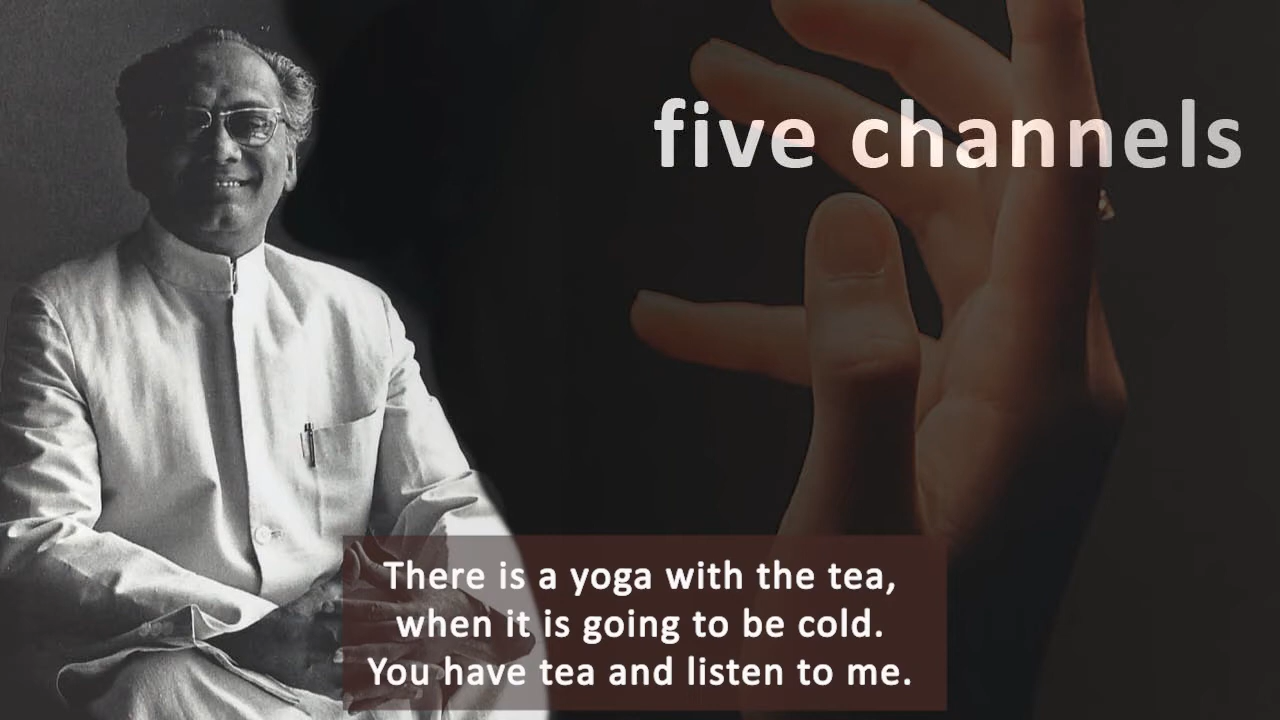 five channels
There is a yoga with the tea,
when it is going to be cold.
You have tea and listen to me.